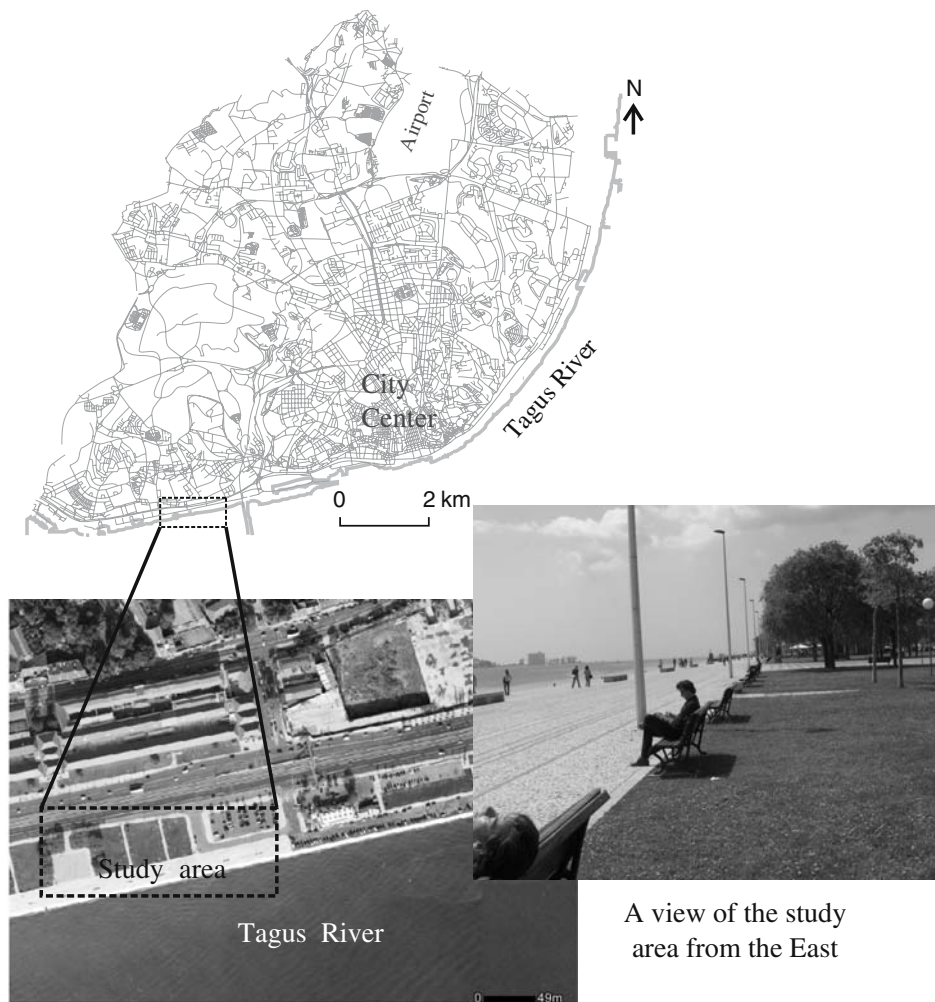 N
Airport
City
Center
Tagus River
0 2 km
Study area
Tagus River
0 49m
A view of the study
area from the East